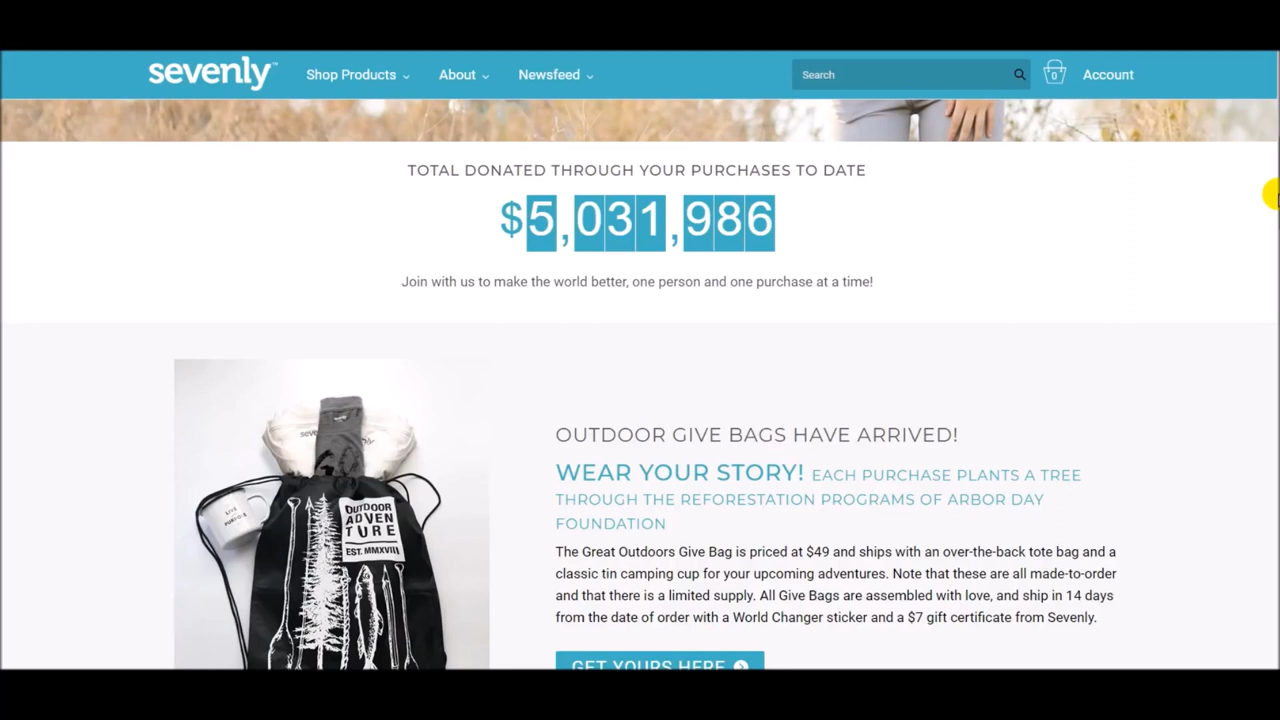 sevenly™
Shop Products
About
Newsfeed
Search
0
Account
TOTAL DONATED THROUGH YOUR PURCHASES TO DATE
$5,031,986
Join with us to make the world better, one person and one purchase at a time!
OUTDOOR GIVE BAGS HAVE ARRIVED!
WEAR YOUR STORY! EACH PURCHASE PLANTS A TREE
THROUGH THE REFORESTATION PROGRAMS OF ARBOR DAY
FOUNDATION
The Great Outdoors Give Bag is priced at $49 and ships with an over-the-back tote bag and a
classic tin camping cup for your upcoming adventures. Note that these are all made-to-order
and that there is a limited supply. All Give Bags are assembled with love, and ship in 14 days
from the date of order with a World Changer sticker and a $7 gift certificate from Sevenly.
GET YOURS HERE
LIVE
PURPOSE
OUTDOOR
ADVEN
TURE
EST. MMXVIII